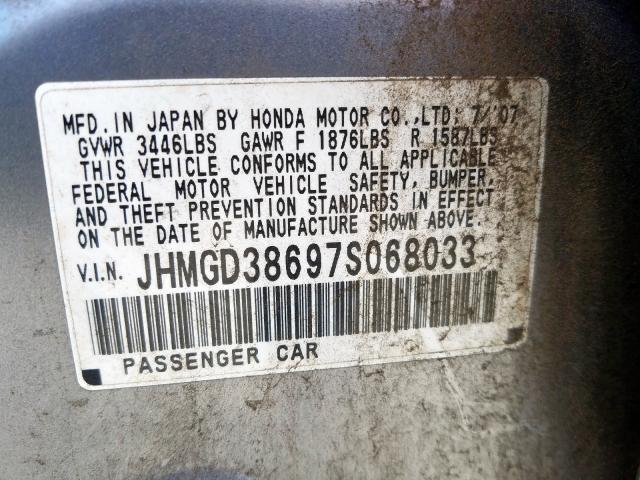 MFD. IN JAPAN BY HONDA MOTOR CO.,LTD: 7/'07
GVWR 3446LBS GAWR F 1876LBS R 1587LBS
THIS VEHICLE CONFORMS TO ALL APPLICABLE
FEDERAL MOTOR VEHICLE SAFETY, BUMPER,
AND THEFT PREVENTION STANDARDS IN EFFECT
ON THE DATE OF MANUFACTURE SHOWN ABOVE.
V.I.N. JHMGD38697S068033
PASSENGER CAR